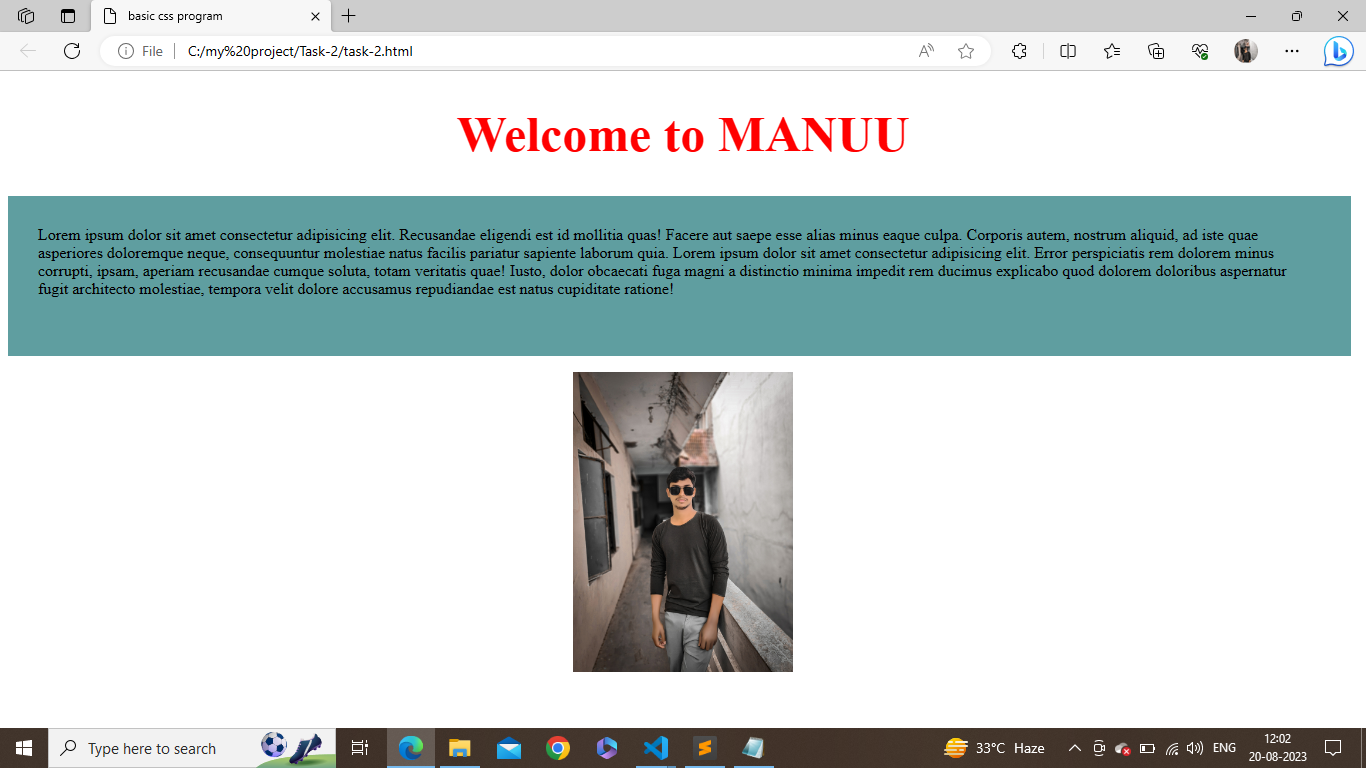 basic css program
File
C:/my%20project/Task-2/task-2.html
Welcome to MANUU
Lorem ipsum dolor sit amet consectetur adipisicing elit. Recusandae eligendi est id mollitia quas! Facere aut saepe esse alias minus eaque culpa. Corporis autem, nostrum aliquid, ad iste quae
asperiores doloremque neque, consequuntur molestiae natus facilis pariatur sapiente laborum quia. Lorem ipsum dolor sit amet consectetur adipisicing elit. Error perspiciatis rem dolorem minus
corrupti, ipsam, aperiam recusandae cumque soluta, totam veritatis quae! Iusto, dolor obcaecati fuga magni a distinctio minima impedit rem ducimus explicabo quod dolorem doloribus aspernatur
fugit architecto molestiae, tempora velit dolore accusamus repudiandae est natus cupiditate ratione!
Type here to search
33°C Haze
ENG
12:02
20-08-2023